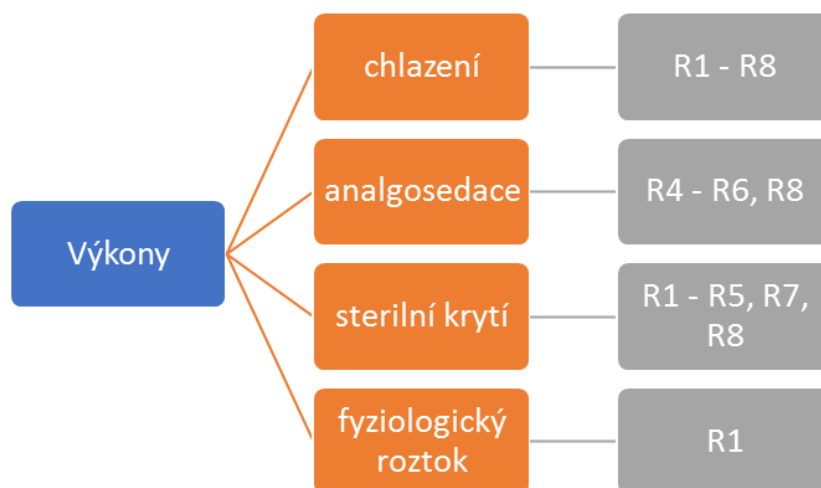 Výkony
chlazení
R1 - R8
analgosedace
R4 - R6, R8
sterilní krytí
R1 - R5, R7,
R8
fyziologický
roztok
R1